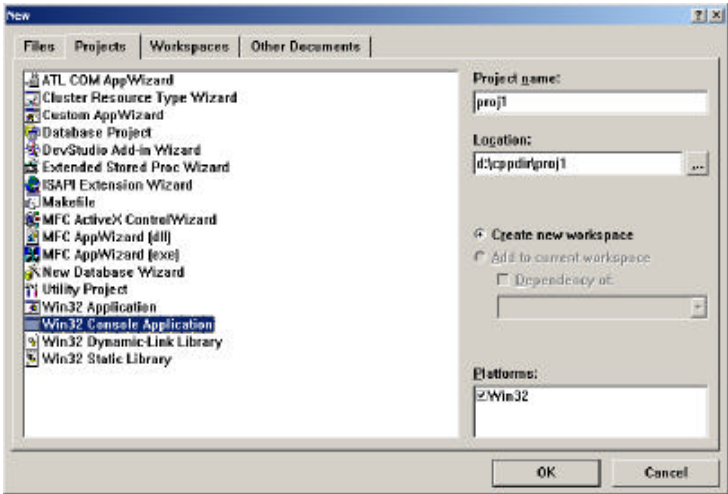 New
Files Projects Workspaces Other Documents
ATL COM AppWizard
Cluster Resource Type Wizard
Custom AppWizard
Database Project
DevStudio Add-in Wizard
Extended Stored Proc Wizard
ISAPI Extension Wizard
Makefile
MFC ActiveX ControlWizard
MFC AppWizard (dll)
MFC AppWizard (exe)
New Database Wizard
Utility Project
Win32 Application
Win32 Console Application
Win32 Dynamic-Link Library
Win32 Static Library
Project name:
proj1
Location:
d:\cppdir\proj1
...
Create new workspace
Add to current workspace
Dependency of:
Platforms:
Win32
OK Cancel